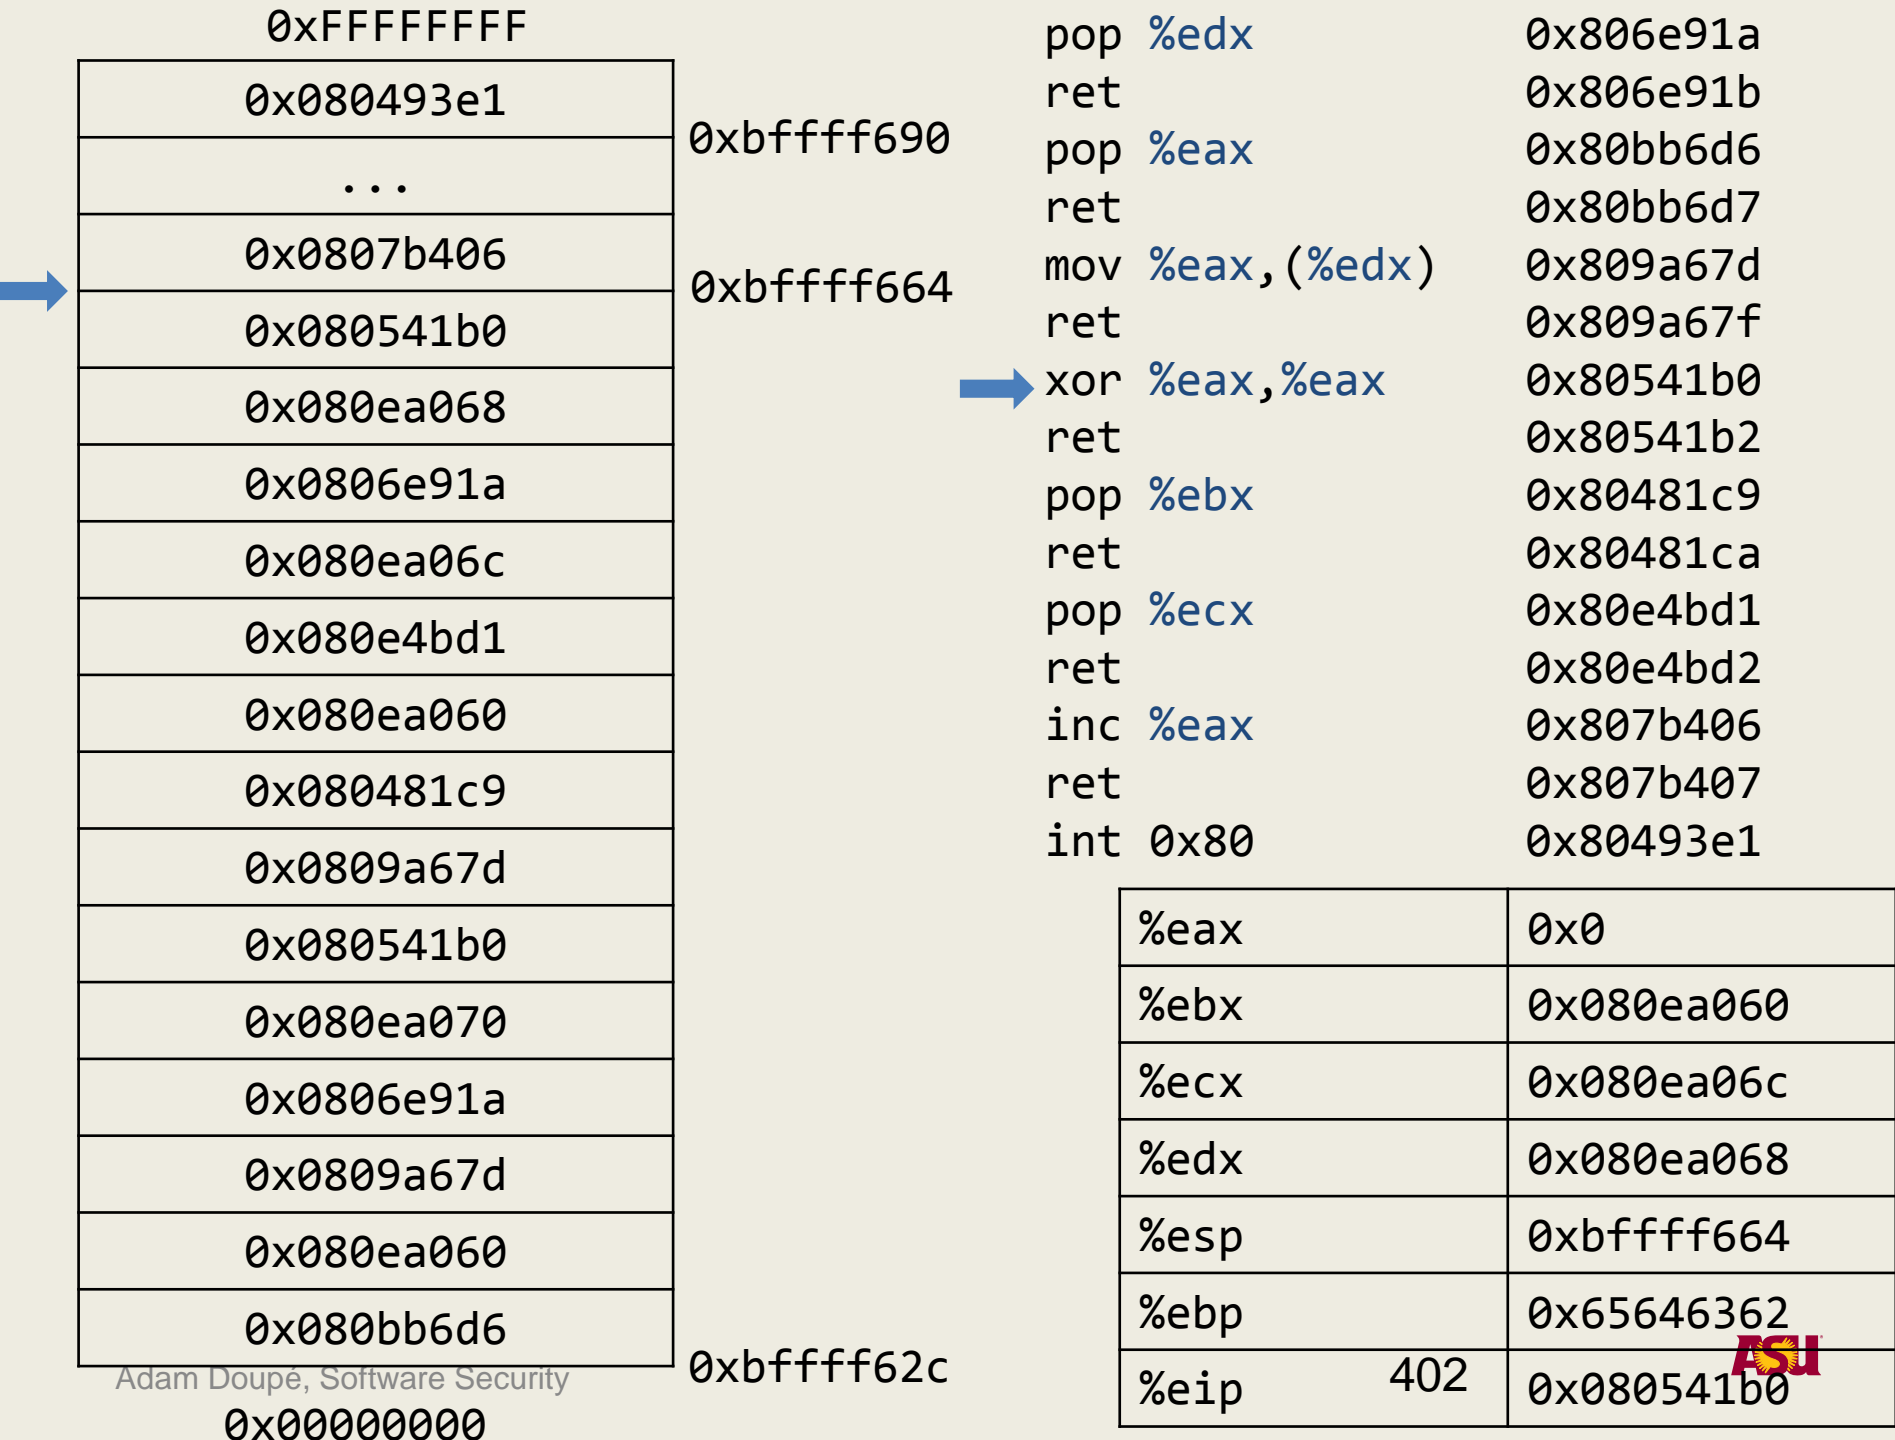 0xFFFFFFFF
0x080493e1
0xbffff690
...
0x0807b406
0xbffff664
0x080541b0
0x080ea068
0x0806e91a
0x080ea06c
0x080e4bd1
0x080ea060
0x080481c9
0x0809a67d
0x080541b0
0x080ea070
0x0806e91a
0x0809a67d
0x080ea060
0x080bb6d6
0xbffff62c
Adam Doupé, Software Security
0x00000000
pop %edx 0x806e91a
ret 0x806e91b
pop %eax 0x80bb6d6
ret 0x80bb6d7
mov %eax,(%edx) 0x809a67d
ret 0x809a67f
xor %eax,%eax 0x80541b0
ret 0x80541b2
pop %ebx 0x80481c9
ret 0x80481ca
pop %ecx 0x80e4bd1
ret 0x80e4bd2
inc %eax 0x807b406
ret 0x807b407
int 0x80 0x80493e1
%eax 0x0
%ebx 0x080ea060
%ecx 0x080ea06c
%edx 0x080ea068
%esp 0xbffff664
%ebp 0x65646362
%eip 0x080541b0
402
ASU